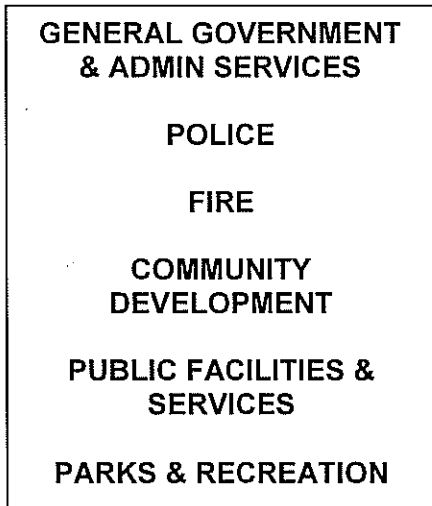 GENERAL GOVERNMENT
& ADMIN SERVICES
POLICE
FIRE
COMMUNITY
DEVELOPMENT
PUBLIC FACILITIES &
SERVICES
PARKS & RECREATION